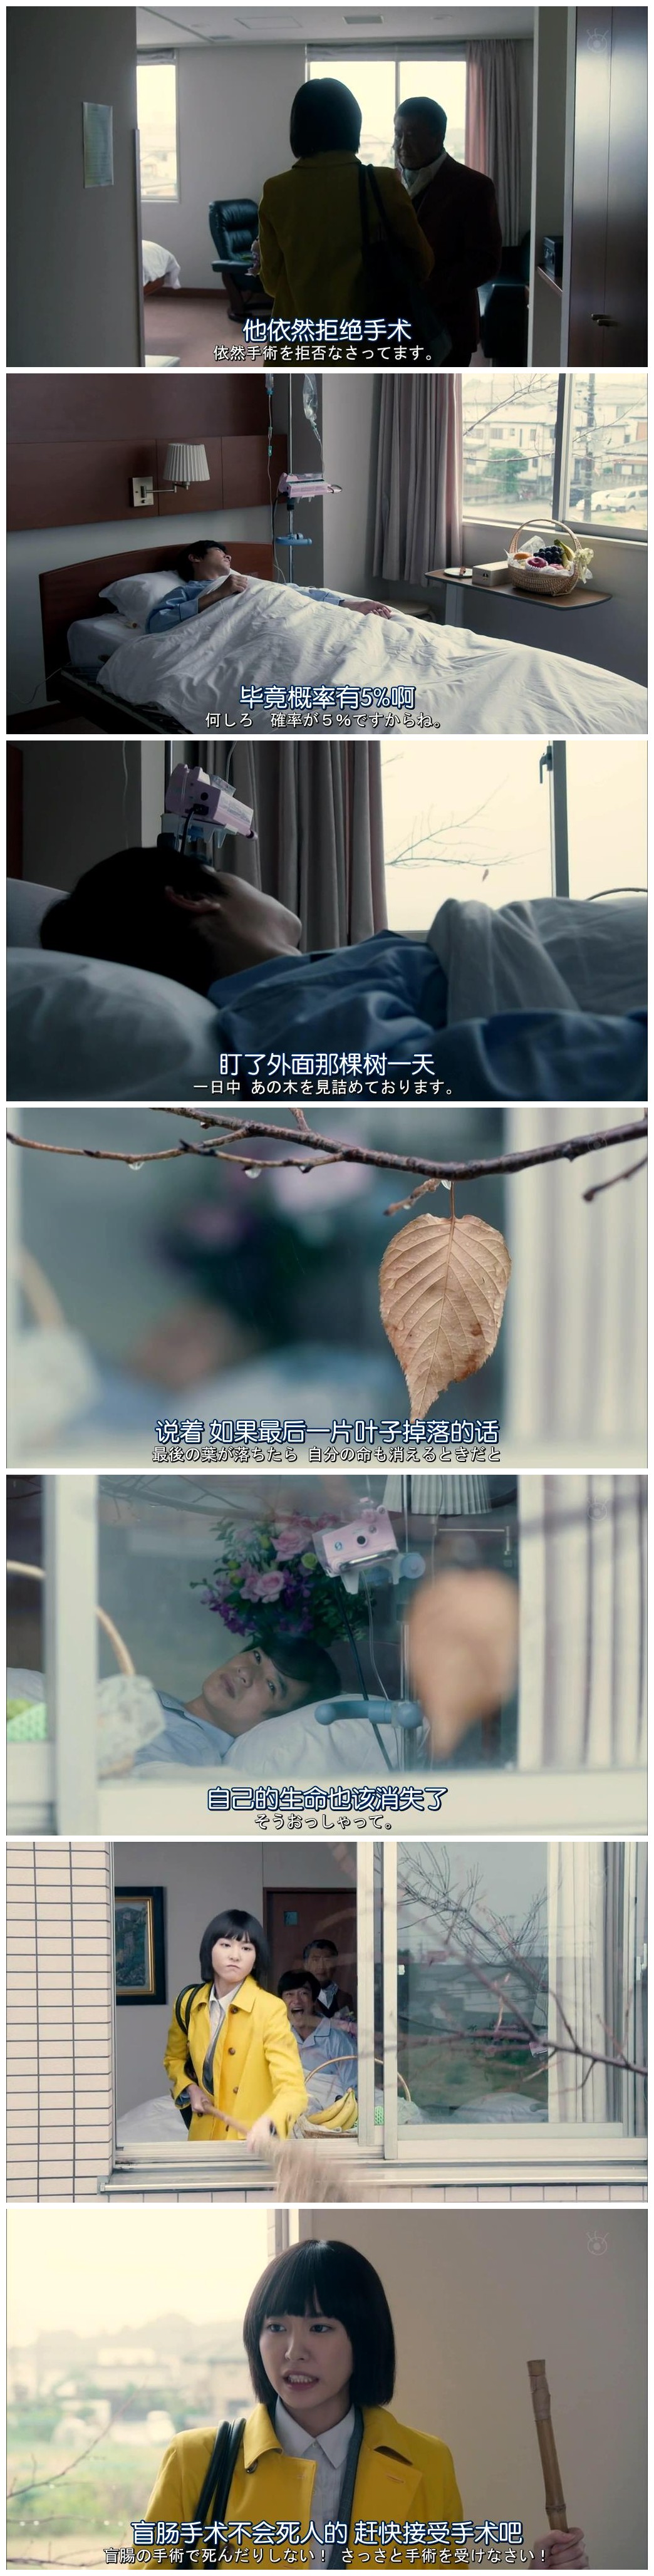 他依然拒绝手术
依然手術を拒否なさってます。
毕竟概率有5%啊
何しろ　確率が５％ですからね。
盯了外面那棵树一天
一日中 あの木を見詰めております。
说着 如果最后一片叶子掉落的话
最後の葉が落ちたら 自分の命も消えるときだと
自己的生命也该消失了
そうおっしゃって。
盲肠手术不会死人的 赶快接受手术吧
盲腸の手術で死んだりしない！ さっさと手術を受けなさい！